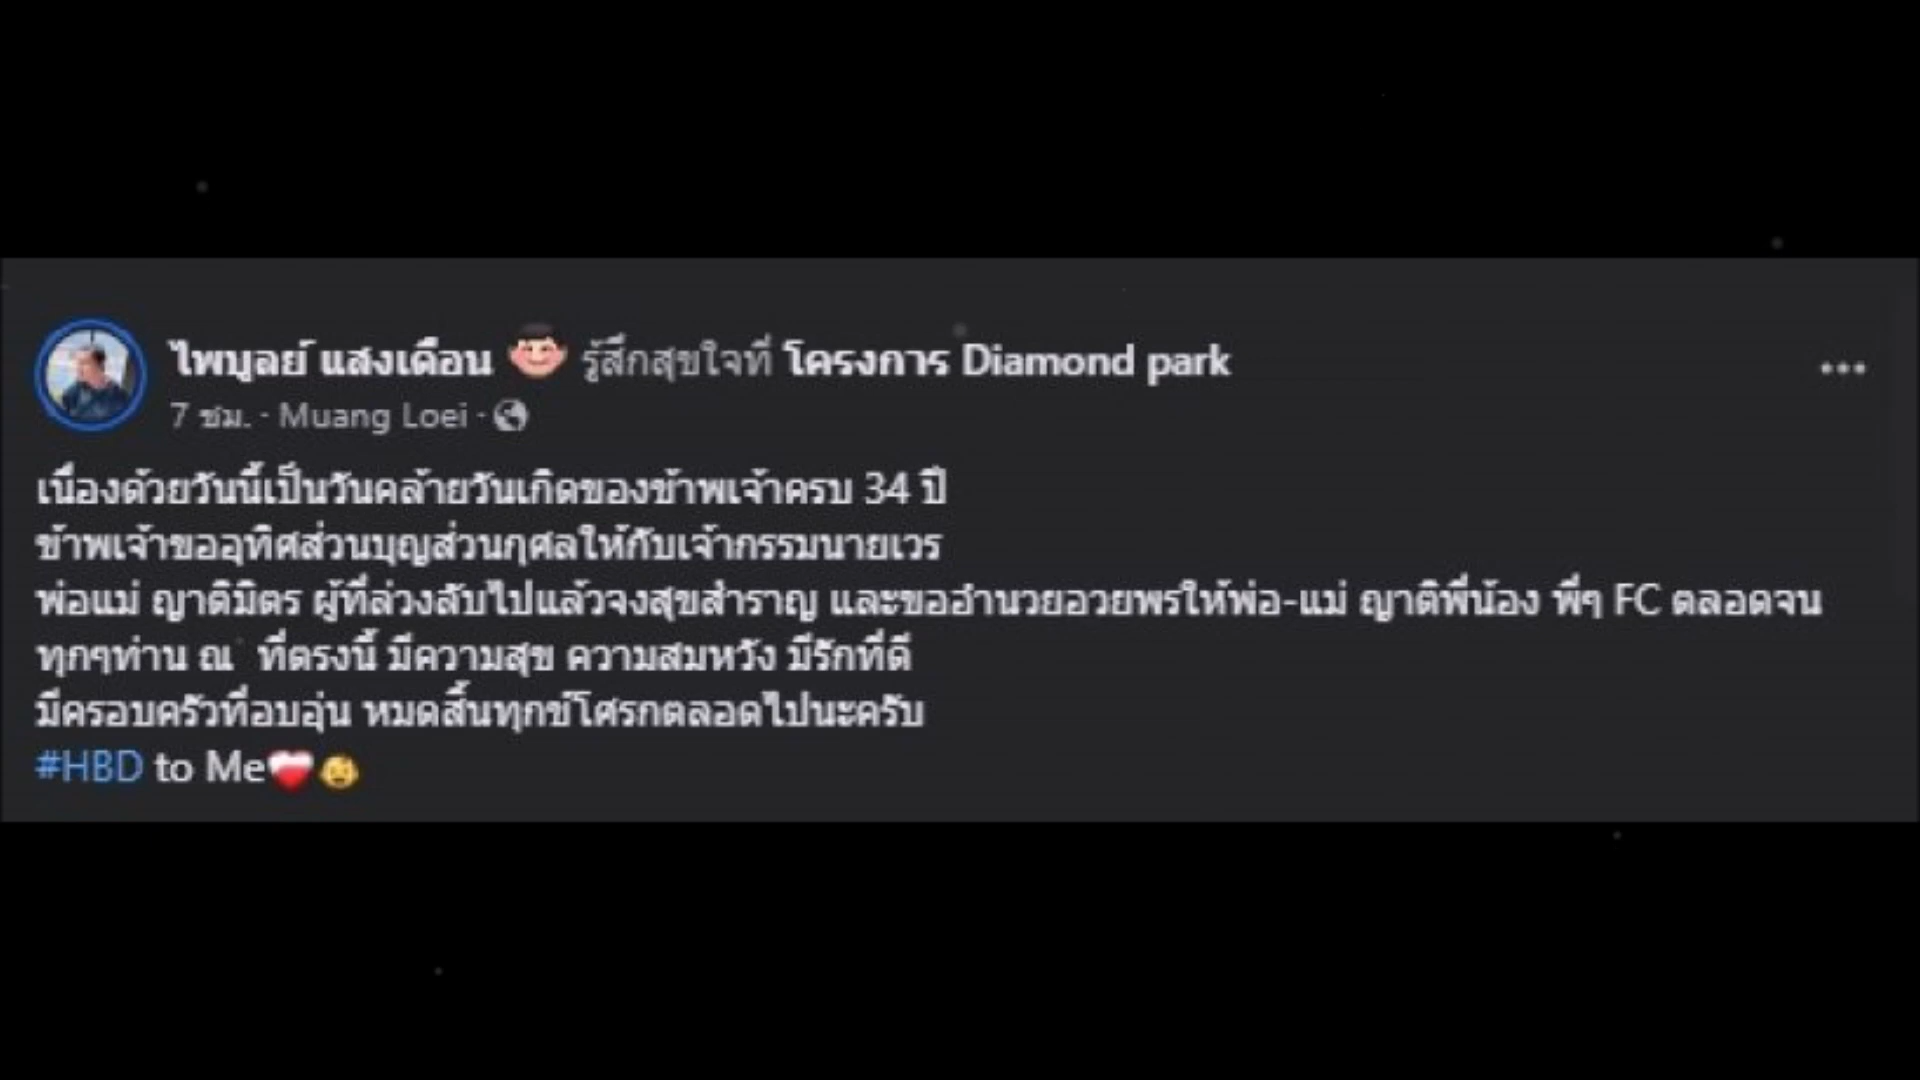 ไพบูลย์ แสงเดือน รู้สึกสุขใจที่ โครงการ Diamond park
7 ชม. · Muang Loei ·
เนื่องด้วยวันนี้เป็นวันคล้ายวันเกิดของข้าพเจ้าครบ 34 ปี
ข้าพเจ้าขออุทิศส่วนบุญส่วนกุศลให้กับเจ้ากรรมนายเวร
พ่อแม่ ญาติมิตร ผู้ที่ล่วงลับไปแล้วจงสุขสำราญ และขออำนวยอวยพรให้พ่อ-แม่ ญาติพี่น้อง พี่ๆ FC ตลอดจน
ทุกๆท่าน ณ ที่ตรงนี้ มีความสุข ความสมหวัง มีรักที่ดี
มีครอบครัวที่อบอุ่น หมดสิ้นทุกข์โศรกตลอดไปนะครับ
#HBD to Me❤️👶